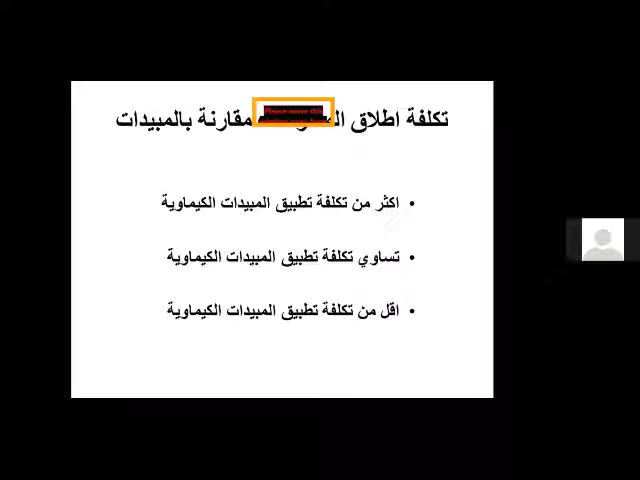 تكلفة اطلاق مقارنة بالمبيدات
Please
• اكثر من تكلفة تطبيق المبيدات الكيماوية
• تساوي تكلفة تطبيق المبيدات الكيماوية
• اقل من تكلفة تطبيق المبيدات الكيماوية